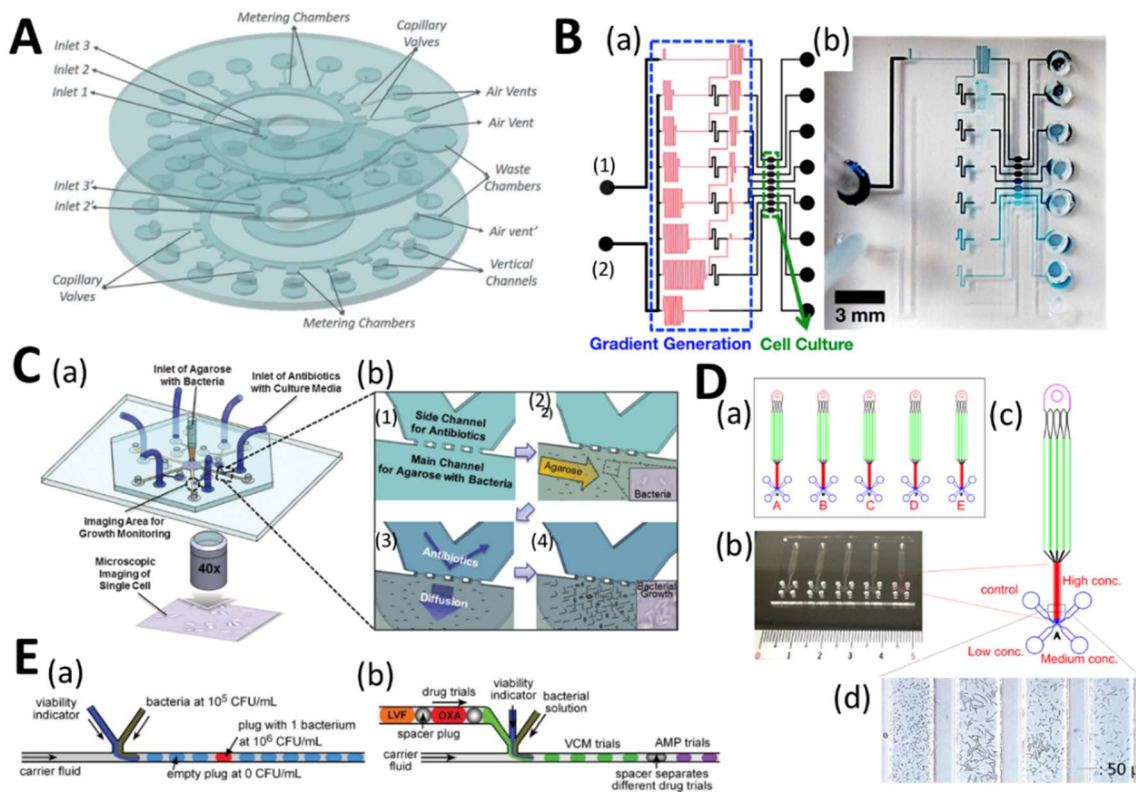 A
Metering Chambers
Capillary
Valves
Inlet 3
Inlet 2
Inlet 1
Air Vents
Air Vent
Waste
Chambers
Inlet 3'
Inlet 2'
Air vent'
Vertical
Channels
Capillary
Valves
Metering Chambers
B
(a)
(b)
(1)
(2)
3 mm
Gradient Generation
Cell Culture
C
(a)
Inlet of Agarose
with Bacteria
Inlet of Antibiotics
with Culture Media
Imaging Area for
Growth Monitoring
40x
Microscopic
Imaging of
Single Cell
(b)
(1)
Side Channel
for Antibiotics
Main Channel
for Agarose with Bacteria
(2)
Agarose
Bacteria
(3)
Antibiotics
Diffusion
(4)
Bacterial
Growth
D
(a)
A B C D E
(b)
0 1 2 3 4 5
(c)
control
High conc.
A
Low conc.
Medium conc.
(d)
50 μ
E
(a)
viability
indicator
bacteria at 10⁵ CFU/mL
plug with 1 bacterium
at 10⁶ CFU/mL
carrier fluid
empty plug at 0 CFU/mL
(b)
drug trials
LVF
OXA
spacer plug
viability
indicator
bacterial
solution
VCM trials
AMP trials
carrier
fluid
spacer separates
different drug trials